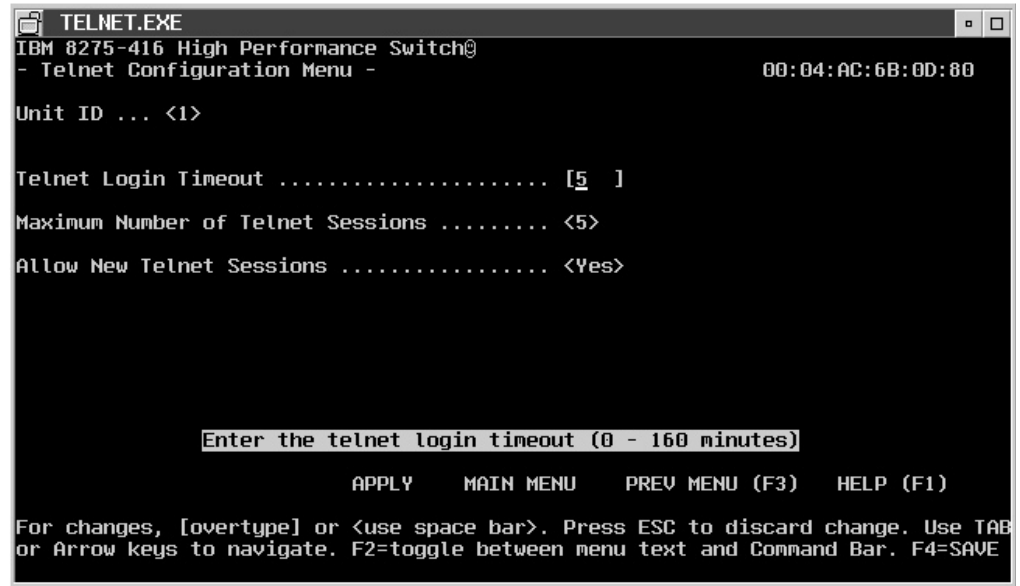 TELNET.EXE
IBM 8275-416 High Performance Switch@
- Telnet Configuration Menu - 00:04:AC:6B:0D:80
Unit ID ... <1>
Telnet Login Timeout ...................... [5 ]
Maximum Number of Telnet Sessions ......... <5>
Allow New Telnet Sessions ................. <Yes>
Enter the telnet login timeout (0 - 160 minutes)
APPLY MAIN MENU PREV MENU (F3) HELP (F1)
For changes, [overtype] or <use space bar>. Press ESC to discard change. Use TAB
or Arrow keys to navigate. F2=toggle between menu text and Command Bar. F4=SAVE